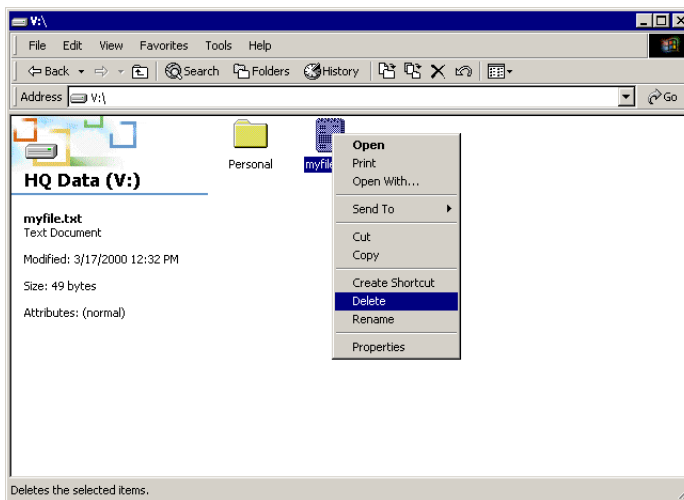 V:\
File Edit View Favorites Tools Help
Back Search Folders History
Address V:\ Go
HQ Data (V:)
myfile.txt
Text Document
Modified: 3/17/2000 12:32 PM
Size: 49 bytes
Attributes: (normal)
Personal
myfile
Open
Print
Open With...
Send To
Cut
Copy
Create Shortcut
Delete
Rename
Properties
Deletes the selected items.